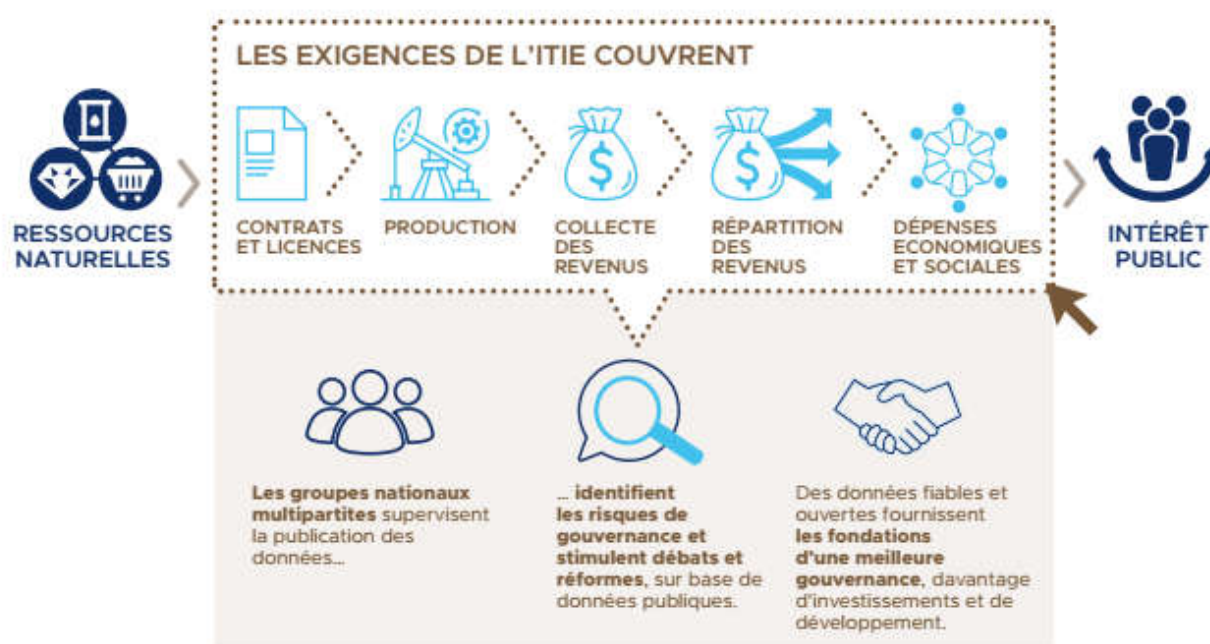 LES EXIGENCES DE L'ITIE COUVRENT
RESSOURCES
NATURELLES
$
$
CONTRATS
ET LICENCES
PRODUCTION
COLLECTE
DES
REVENUS
RÉPARTITION
DES
REVENUS
DÉPENSES
ECONOMIQUES
ET SOCIALES
INTÉRÊT
PUBLIC
Les groupes nationaux
multipartites supervisent
la publication des
données...
... identifient
les risques de
gouvernance et
stimulent débats et
réformes, sur base de
données publiques.
Des données fiables et
ouvertes fournissent
les fondations
d'une meilleure
gouvernance, davantage
d'investissements et de
développement.